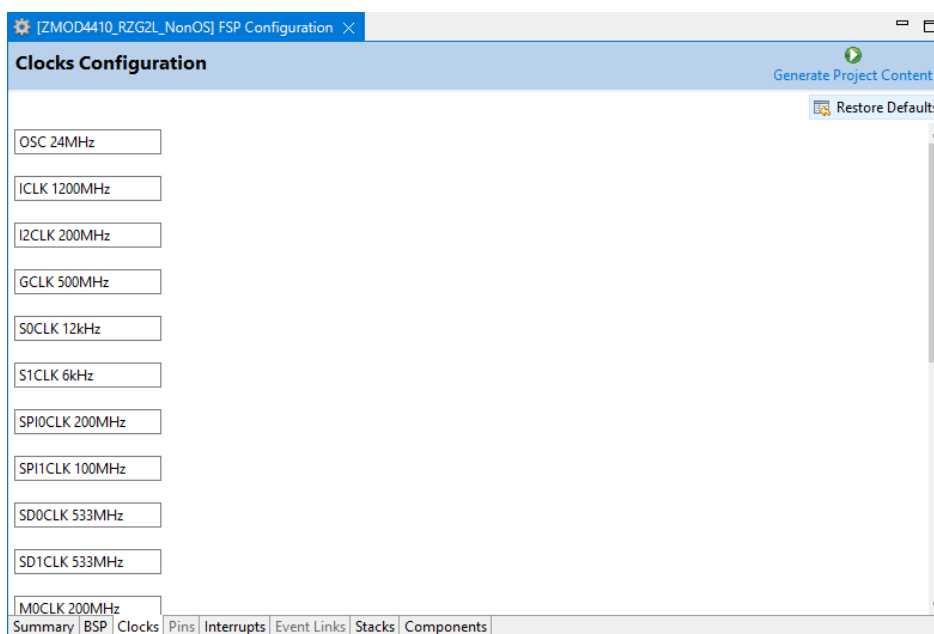 [ZMOD4410_RZG2L_NonOS] FSP Configuration
Clocks Configuration
Generate Project Content
Restore Defaults
OSC 24MHz
ICLK 1200MHz
I2CLK 200MHz
GCLK 500MHz
S0CLK 12kHz
S1CLK 6kHz
SPI0CLK 200MHz
SPI1CLK 100MHz
SD0CLK 533MHz
SD1CLK 533MHz
M0CLK 200MHz
Summary BSP Clocks Pins Interrupts Event Links Stacks Components